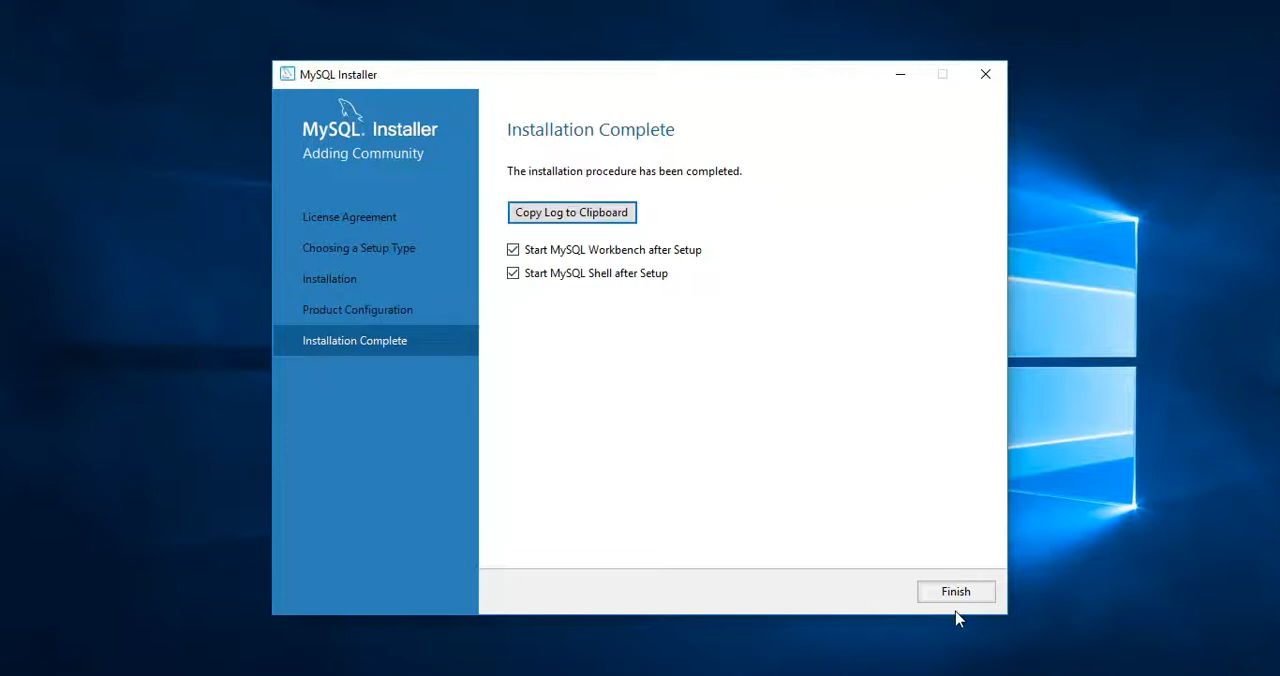 MySQL Installer
MySQL. Installer
Adding Community
License Agreement
Choosing a Setup Type
Installation
Product Configuration
Installation Complete
Installation Complete
The installation procedure has been completed.
Copy Log to Clipboard
Start MySQL Workbench after Setup
Start MySQL Shell after Setup
Finish